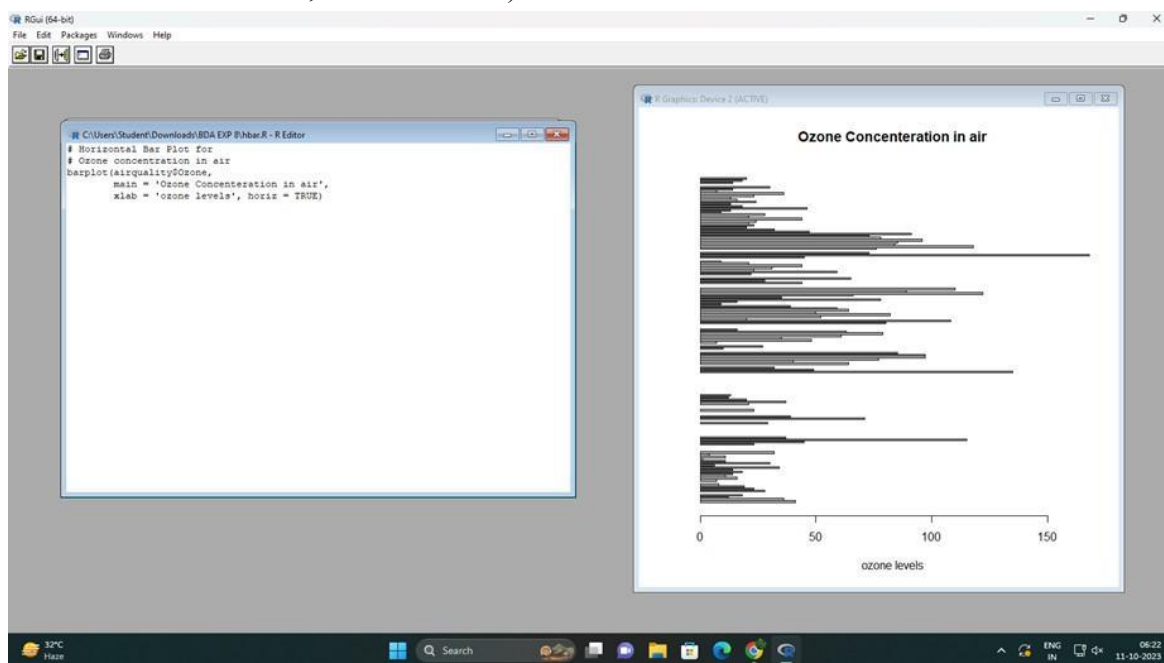 RGui (64-bit)
File Edit Packages Windows Help
C:\Users\Student\Downloads\BDA EXP 8\hbar.R - R Editor
# Horizontal Bar Plot for
# Ozone concentration in air
barplot(airquality$Ozone,
main = 'Ozone Concenteration in air',
xlab = 'ozone levels', horiz = TRUE)
R Graphics: Device 2 (ACTIVE)
Ozone Concenteration in air
0 50 100 150
ozone levels
32°C
Haze
Search
ENG
IN
06:22
11-10-2023